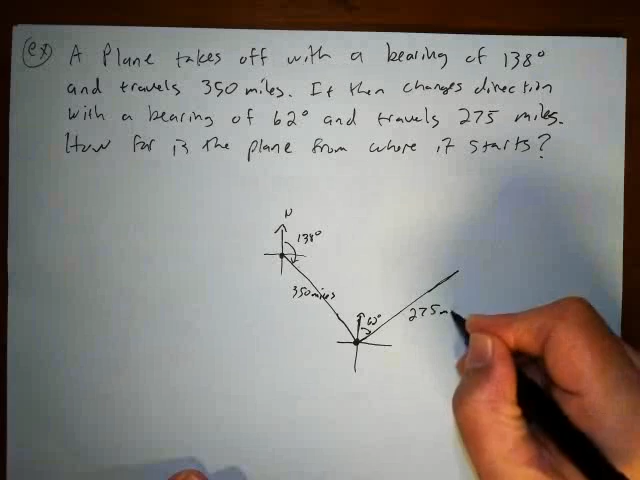 ex) A Plane takes off with a bearing of 138°
and travels 350 miles. It then changes direction
with a bearing of 62° and travels 275 miles.
How far is the plane from where it starts?
N
138°
350 miles
62°
275 m